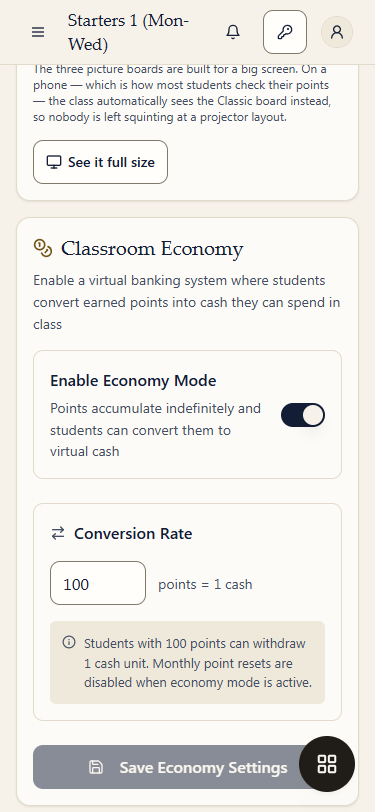 Starters 1 (Mon-
Wed)
The three picture boards are built for a big screen. On a
phone — which is how most students check their points
— the class automatically sees the Classic board instead,
so nobody is left squinting at a projector layout.
See it full size
Classroom Economy
Enable a virtual banking system where students
convert earned points into cash they can spend in
class
Enable Economy Mode
Points accumulate indefinitely and
students can convert them to
virtual cash
Conversion Rate
100 points = 1 cash
Students with 100 points can withdraw
1 cash unit. Monthly point resets are
disabled when economy mode is active.
Save Economy Settings